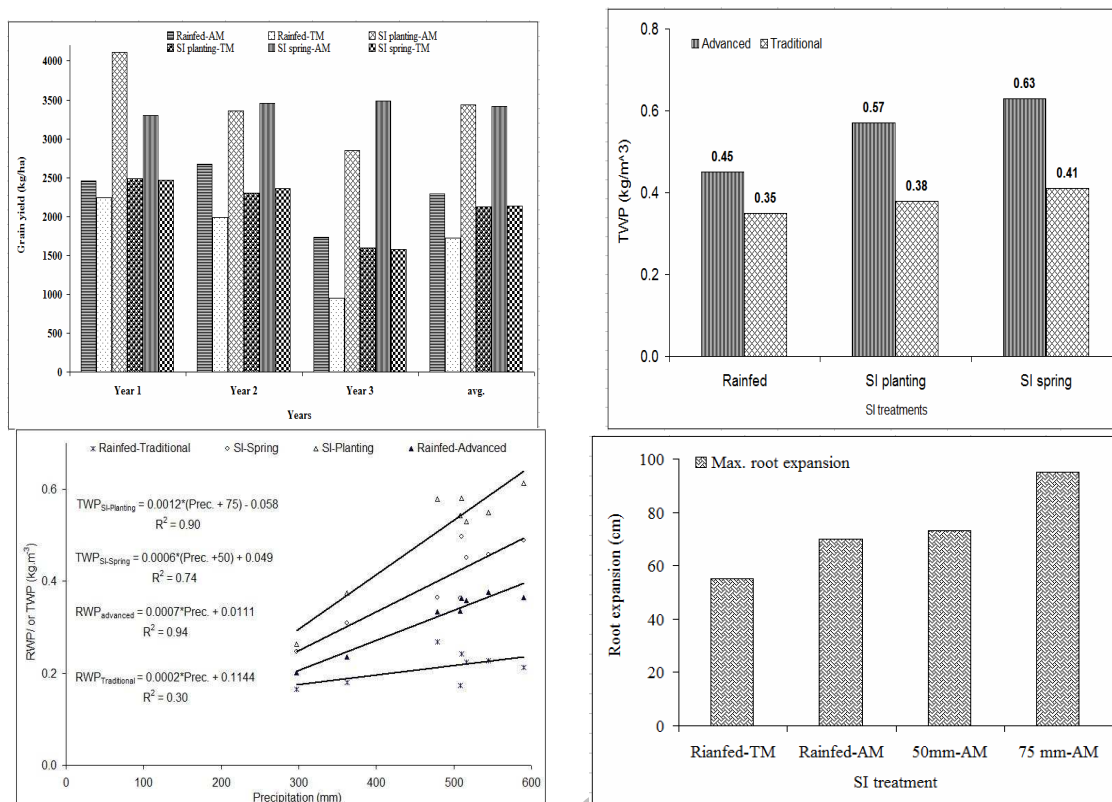 Rainfed-AM Rainfed-TM SI planting-AM
SI planting-TM SI spring-AM SI spring-TM
Grain yield (kg/ha)
4000
3500
3000
2500
2000
1500
1000
500
0
Year 1 Year 2 Year 3 avg.
Years
Advanced Traditional
TWP (kg/m^3)
0.8
0.6
0.4
0.2
0.0
0.45 0.35 0.57 0.38 0.63 0.41
Rainfed SI planting SI spring
SI treatments
Rainfed-Traditional SI-Spring SI-Planting Rainfed-Advanced
RWP/ or TWP (kg.m-3)
0.6
0.4
0.2
0.0
TWPSI-Planting = 0.0012*(Prec. + 75) - 0.058
R2 = 0.90
TWPSI-Spring = 0.0006*(Prec. +50) + 0.049
R2 = 0.74
RWPadvanced = 0.0007*Prec. + 0.0111
R2 = 0.94
RWPTraditional = 0.0002*Prec. + 0.1144
R2 = 0.30
0 100 200 300 400 500 600
Precipitation (mm)
Max. root expansion
Root expansion (cm)
100
80
60
40
20
0
Rianfed-TM Rainfed-AM 50mm-AM 75 mm-AM
SI treatment